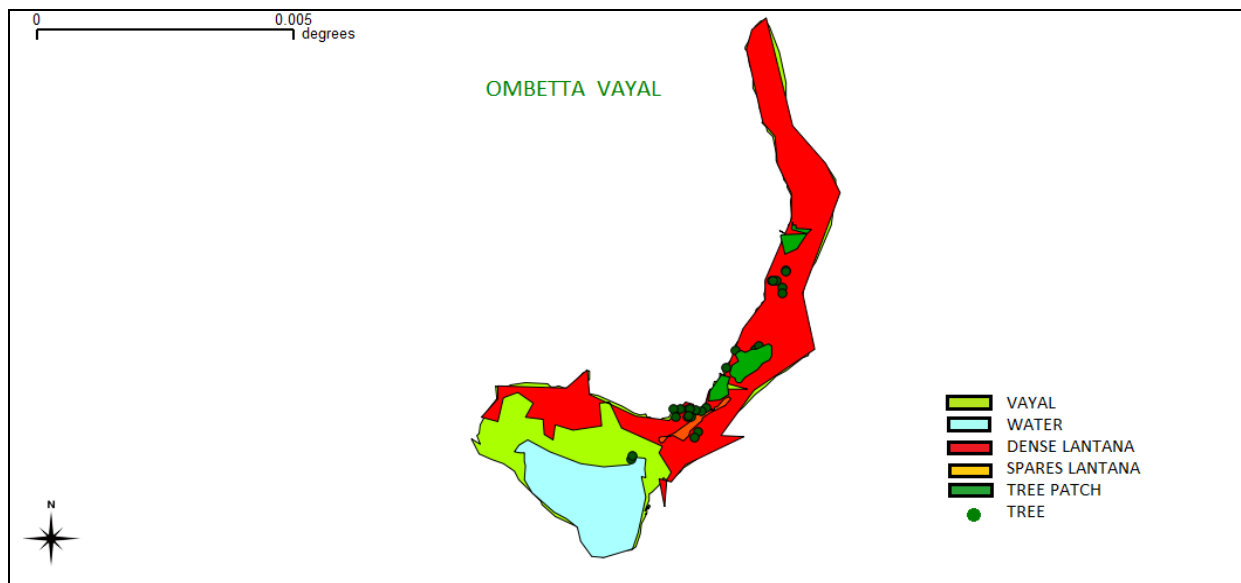 0 0.005
degrees
OMBETTA VAYAL
VAYAL
WATER
DENSE LANTANA
SPARES LANTANA
TREE PATCH
TREE
N